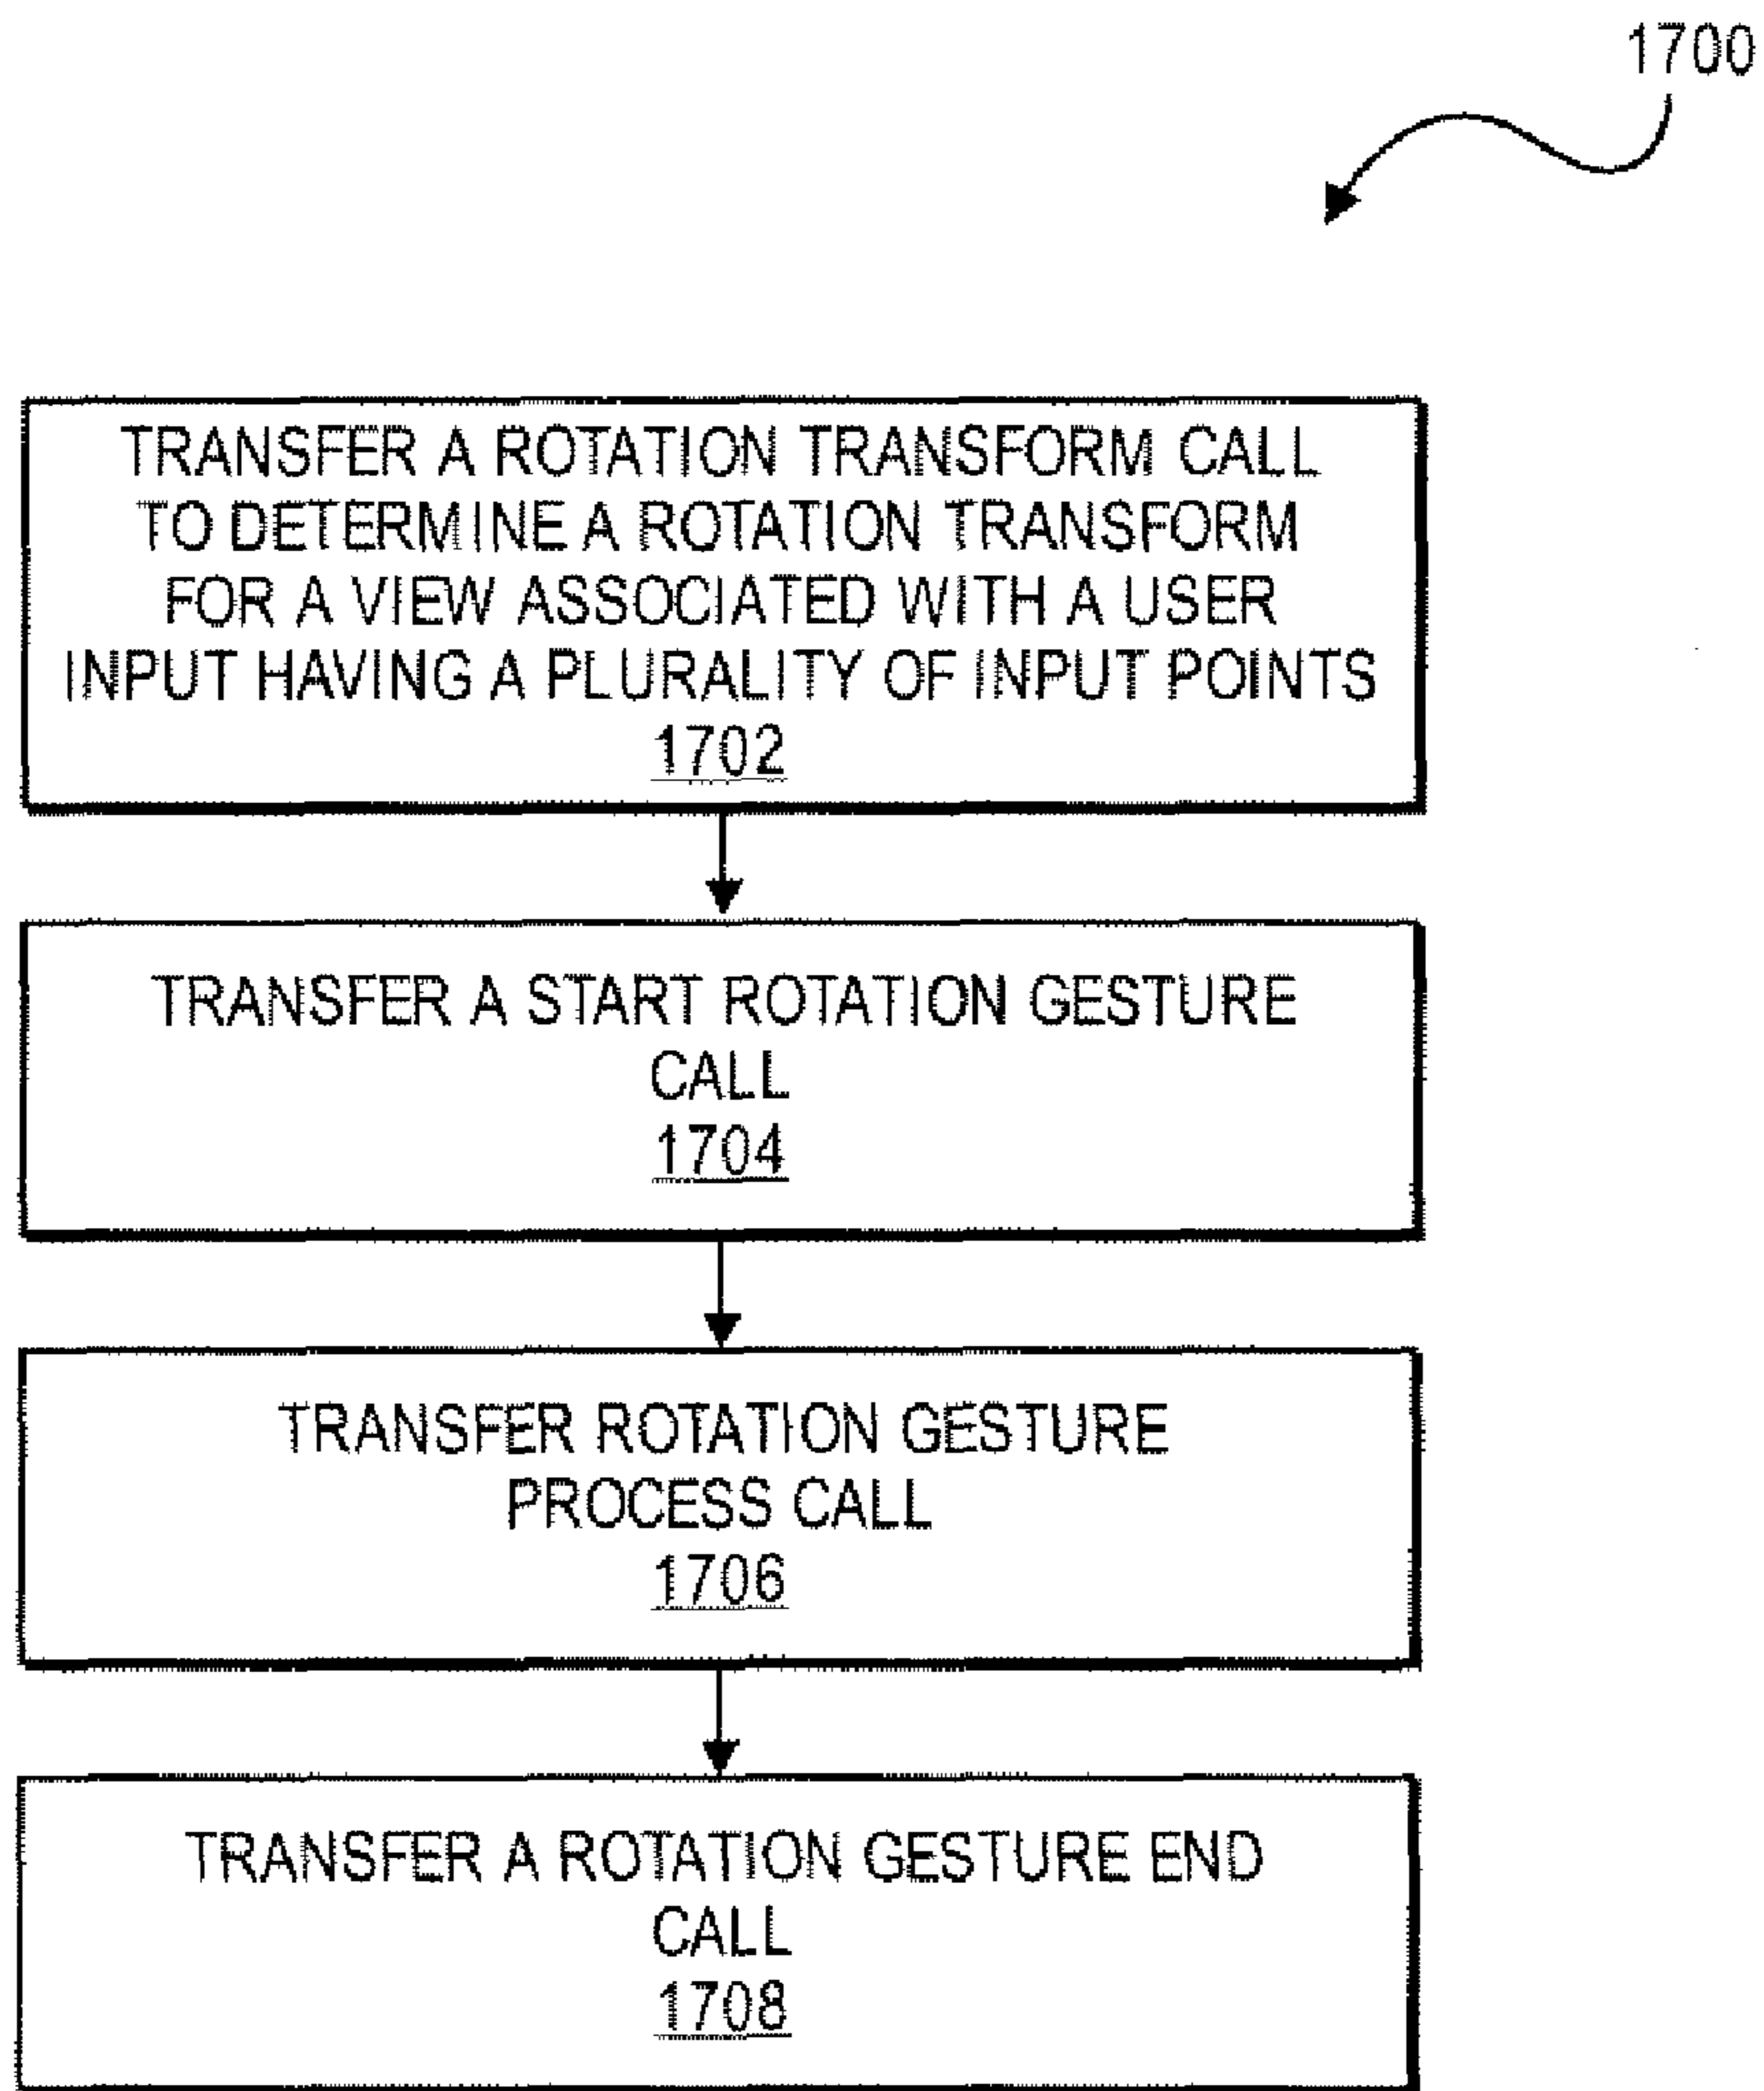 1700
TRANSFER A ROTATION TRANSFORM CALL
TO DETERMINE A ROTATION TRANSFORM
FOR A VIEW ASSOCIATED WITH A USER
INPUT HAVING A PLURALITY OF INPUT POINTS
1702
TRANSFER A START ROTATION GESTURE
CALL
1704
TRANSFER ROTATION GESTURE
PROCESS CALL
1706
TRANSFER A ROTATION GESTURE END
CALL
1708